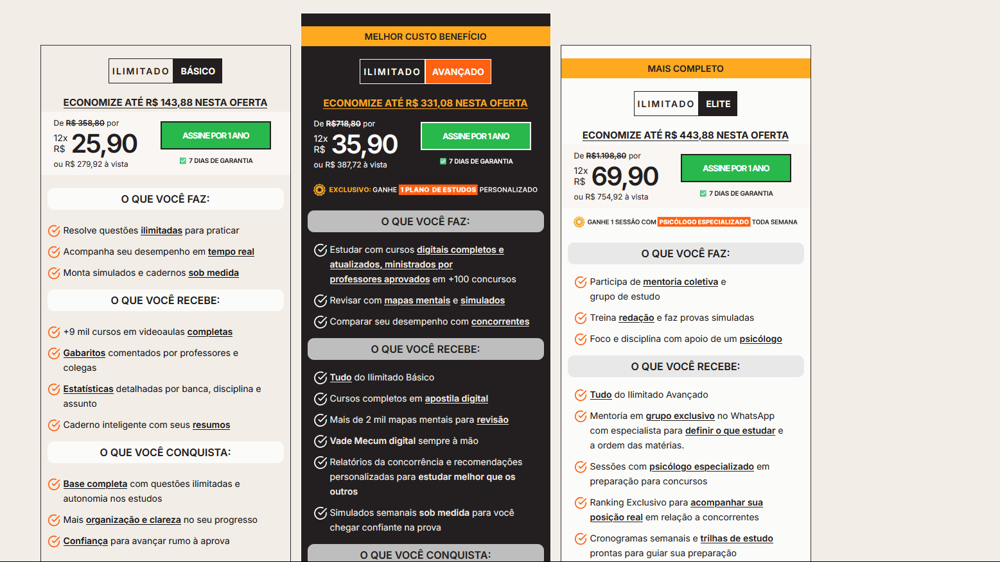 ILIMITADO BÁSICO
ECONOMIZE ATÉ R$ 143,88 NESTA OFERTA
De R$ 358,80 por
12x
R$ 25,90
ou R$ 279,92 à vista
ASSINE POR 1 ANO
7 DIAS DE GARANTIA
O QUE VOCÊ FAZ:
Resolve questões ilimitadas para praticar
Acompanha seu desempenho em tempo real
Monta simulados e cadernos sob medida
O QUE VOCÊ RECEBE:
+9 mil cursos em videoaulas completas
Gabaritos comentados por professores e
colegas
Estatísticas detalhadas por banca, disciplina e
assunto
Caderno inteligente com seus resumos
O QUE VOCÊ CONQUISTA:
Base completa com questões ilimitadas e
autonomia nos estudos
Mais organização e clareza no seu progresso
Confiança para avançar rumo à aprova
MELHOR CUSTO BENEFÍCIO
ILIMITADO AVANÇADO
ECONOMIZE ATÉ R$ 331,08 NESTA OFERTA
De R$718,80 por
12x
R$ 35,90
ou R$ 387,72 à vista
ASSINE POR 1 ANO
7 DIAS DE GARANTIA
EXCLUSIVO: GANHE 1 PLANO DE ESTUDOS PERSONALIZADO
O QUE VOCÊ FAZ:
Estudar com cursos digitais completos e
atualizados, ministrados por
professores aprovados em +100 concursos
Revisar com mapas mentais e simulados
Comparar seu desempenho com concorrentes
O QUE VOCÊ RECEBE:
Tudo do Ilimitado Básico
Cursos completos em apostila digital
Mais de 2 mil mapas mentais para revisão
Vade Mecum digital sempre à mão
Relatórios da concorrência e recomendações
personalizadas para estudar melhor que os
outros
Simulados semanais sob medida para você
chegar confiante na prova
O QUE VOCÊ CONQUISTA:
MAIS COMPLETO
ILIMITADO ELITE
ECONOMIZE ATÉ R$ 443,88 NESTA OFERTA
De R$1.198,80 por
12x
R$ 69,90
ou R$ 754,92 à vista
ASSINE POR 1 ANO
7 DIAS DE GARANTIA
GANHE 1 SESSÃO COM PSICÓLOGO ESPECIALIZADO TODA SEMANA
O QUE VOCÊ FAZ:
Participa de mentoria coletiva e
grupo de estudo
Treina redação e faz provas simuladas
Foco e disciplina com apoio de um psicólogo
O QUE VOCÊ RECEBE:
Tudo do Ilimitado Avançado
Mentoria em grupo exclusivo no WhatsApp
com especialista para definir o que estudar e
a ordem das matérias.
Sessões com psicólogo especializado em
preparação para concursos
Ranking Exclusivo para acompanhar sua
posição real em relação a concorrentes
Cronogramas semanais e trilhas de estudo
prontas para guiar sua preparação